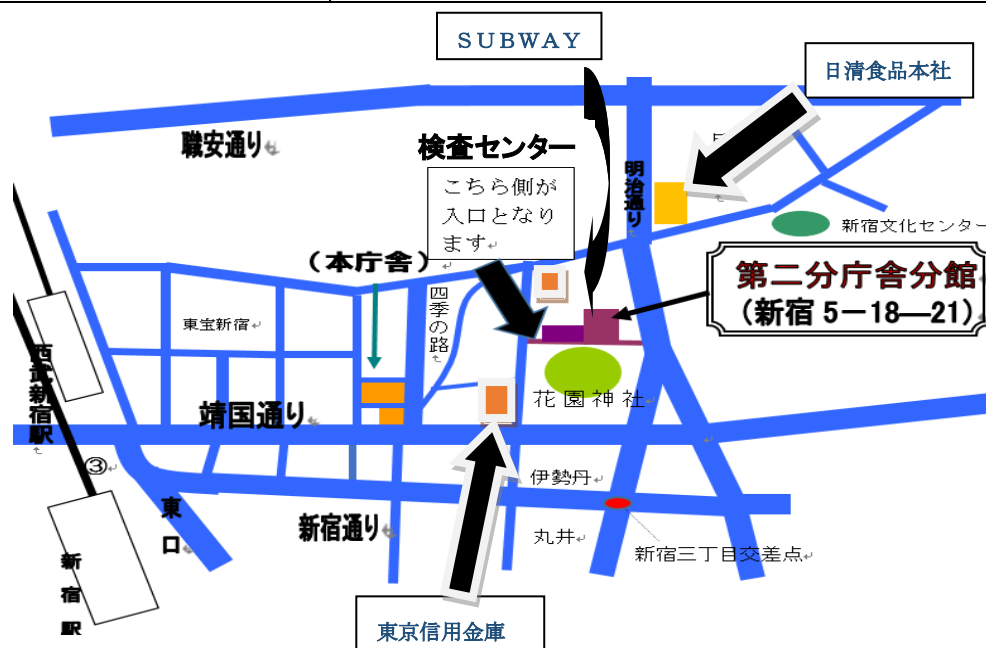 SUBWAY
日清食品本社
職安通り
検査センター
こちら側が
入口となり
ます
明治通り
新宿文化センター
（本庁舎）
四季の路
第二分庁舎分館
（新宿5－18―21）
東宝新宿
西武新宿駅
靖国通り
花園神社
③
伊勢丹
東口
新宿通り
丸井
新宿三丁目交差点
新宿駅
東京信用金庫